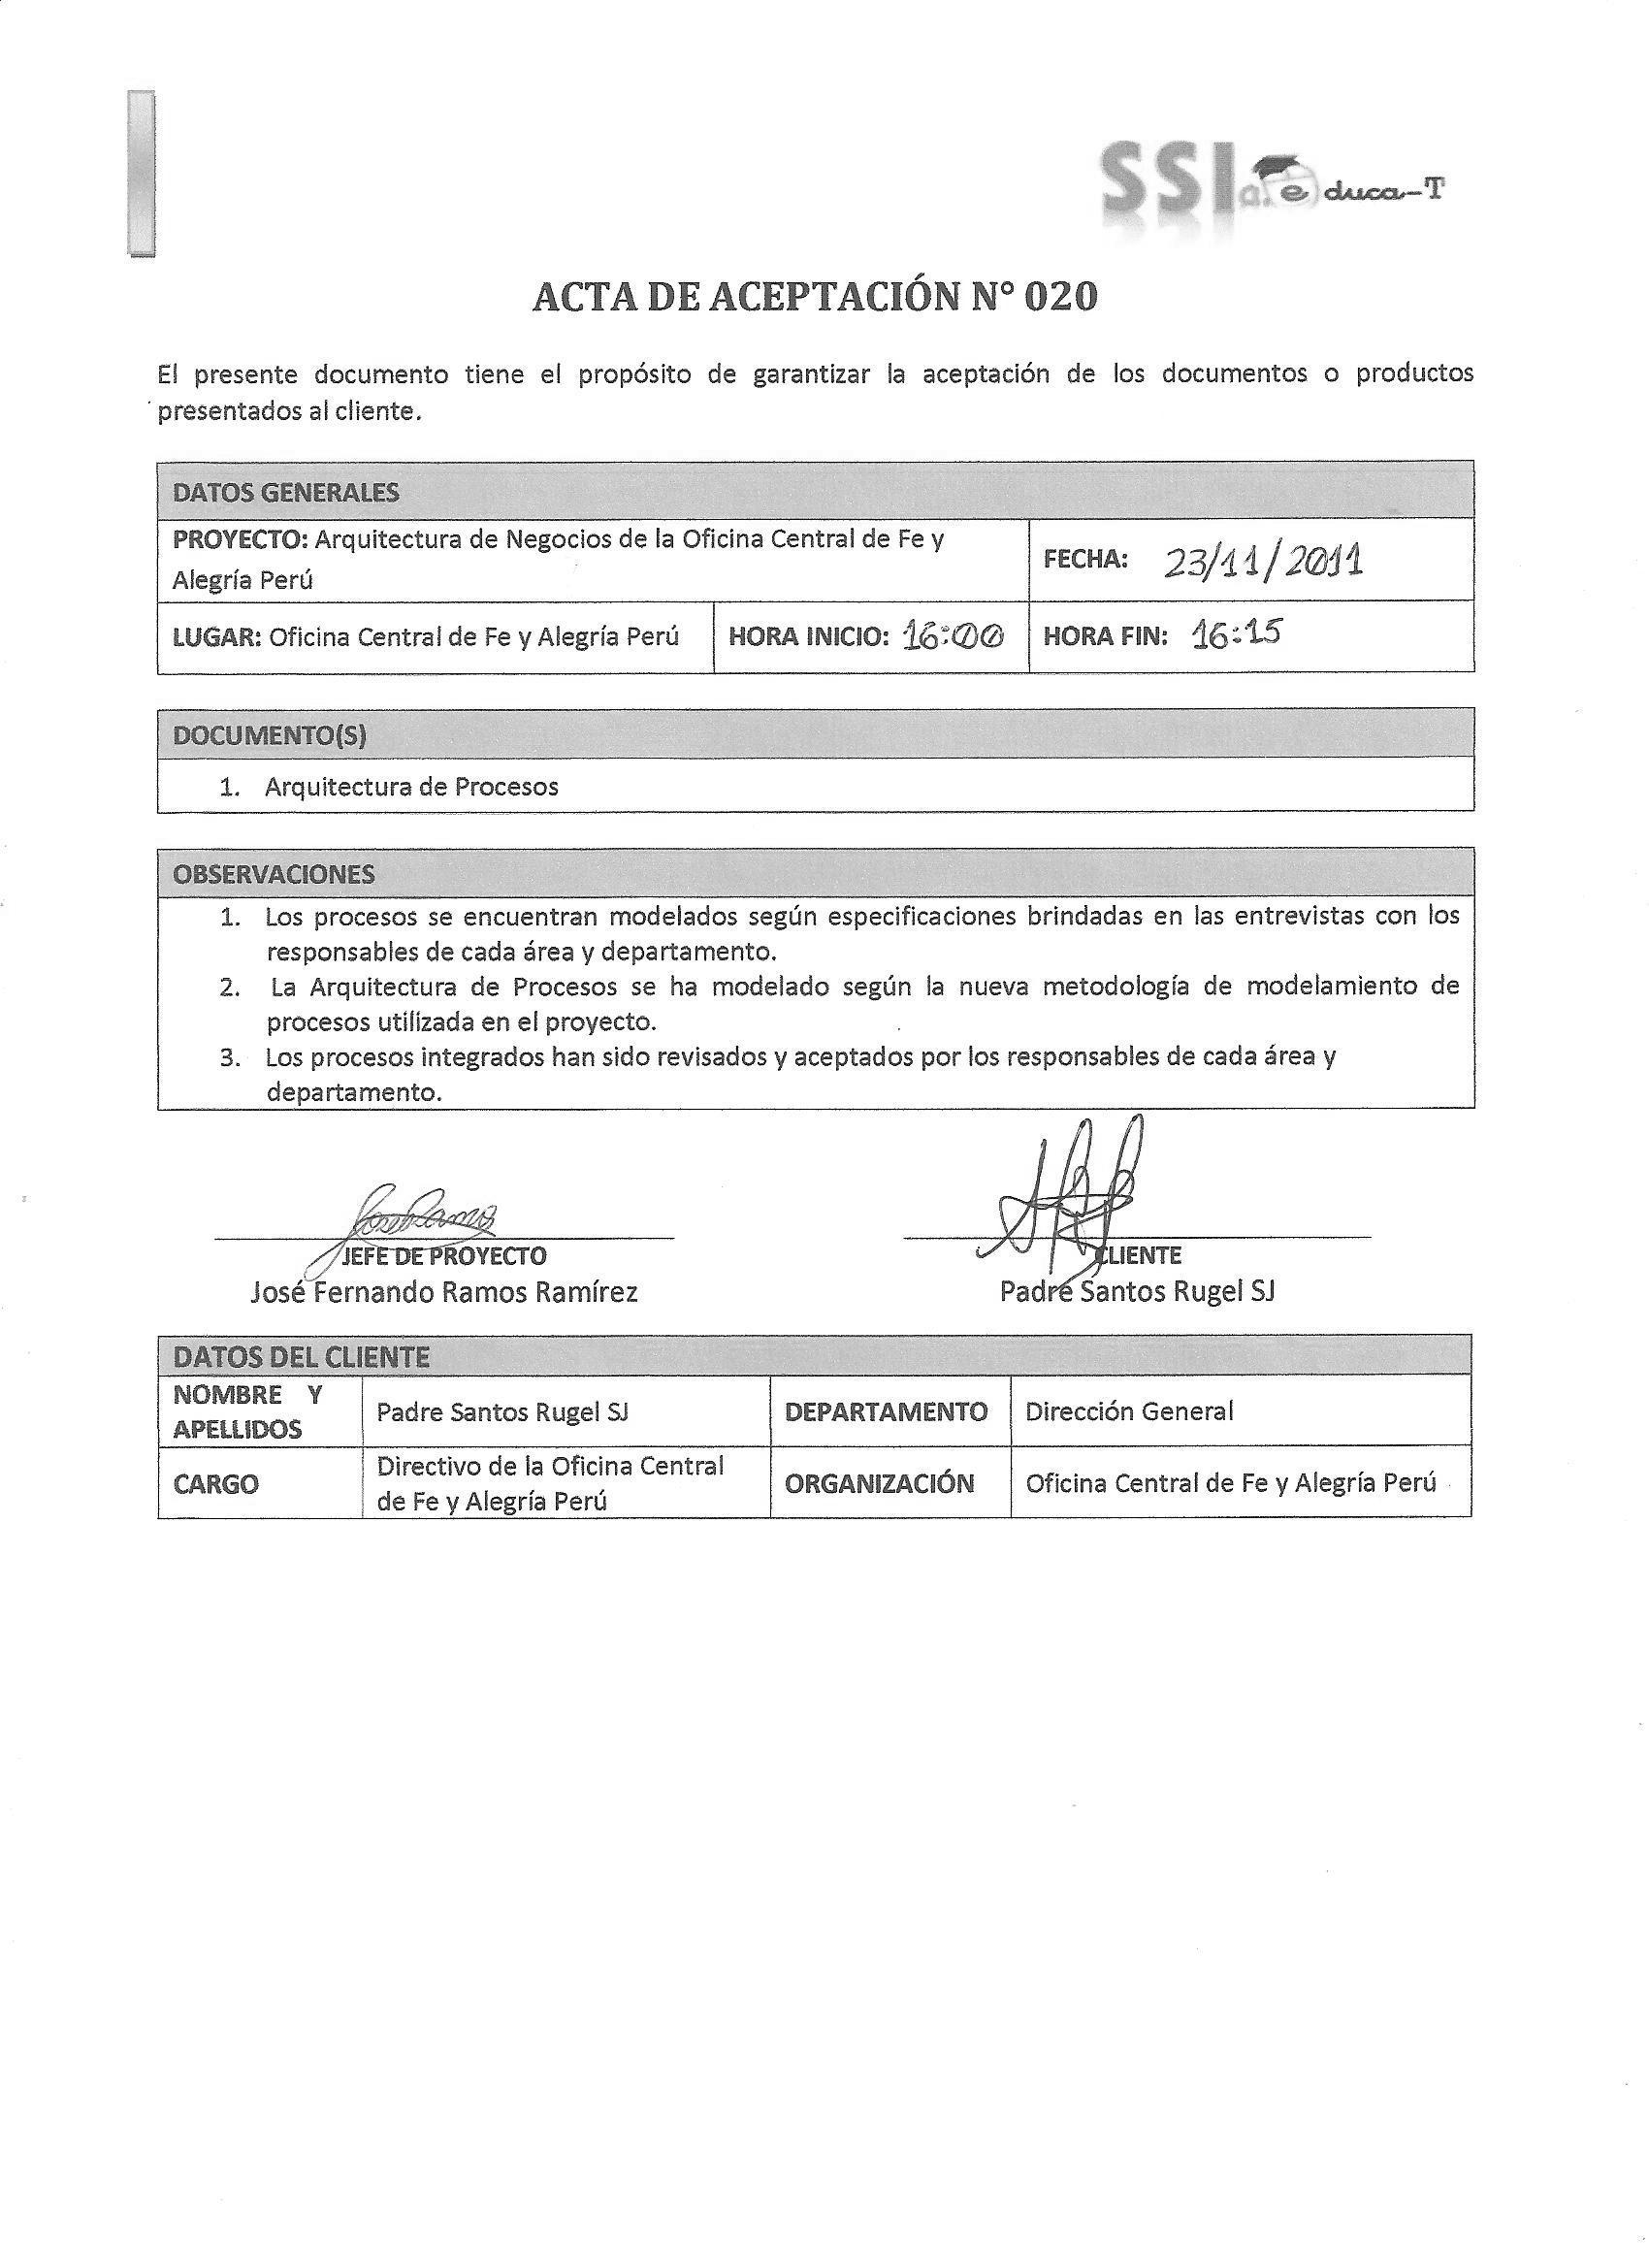 SSI a. e duca-T
ACTA DE ACEPTACIÓN N° 020
El presente documento tiene el propósito de garantizar la aceptación de los documentos o productos
presentados al cliente.
DATOS GENERALES
PROYECTO: Arquitectura de Negocios de la Oficina Central de Fe y
Alegría Perú
FECHA: 23/11/2011
LUGAR: Oficina Central de Fe y Alegría Perú HORA INICIO: 16:00 HORA FIN: 16:15
DOCUMENTO(S)
1. Arquitectura de Procesos
OBSERVACIONES
1. Los procesos se encuentran modelados según especificaciones brindadas en las entrevistas con los
responsables de cada área y departamento.
2. La Arquitectura de Procesos se ha modelado según la nueva metodología de modelamiento de
procesos utilizada en el proyecto.
3. Los procesos integrados han sido revisados y aceptados por los responsables de cada área y
departamento.
Jose Ramos
JEFE DE PROYECTO CLIENTE
José Fernando Ramos Ramírez Padre Santos Rugel SJ
DATOS DEL CLIENTE
NOMBRE Y
APELLIDOS
Padre Santos Rugel SJ DEPARTAMENTO Dirección General
CARGO
Directivo de la Oficina Central
de Fe y Alegría Perú
ORGANIZACIÓN Oficina Central de Fe y Alegría Perú